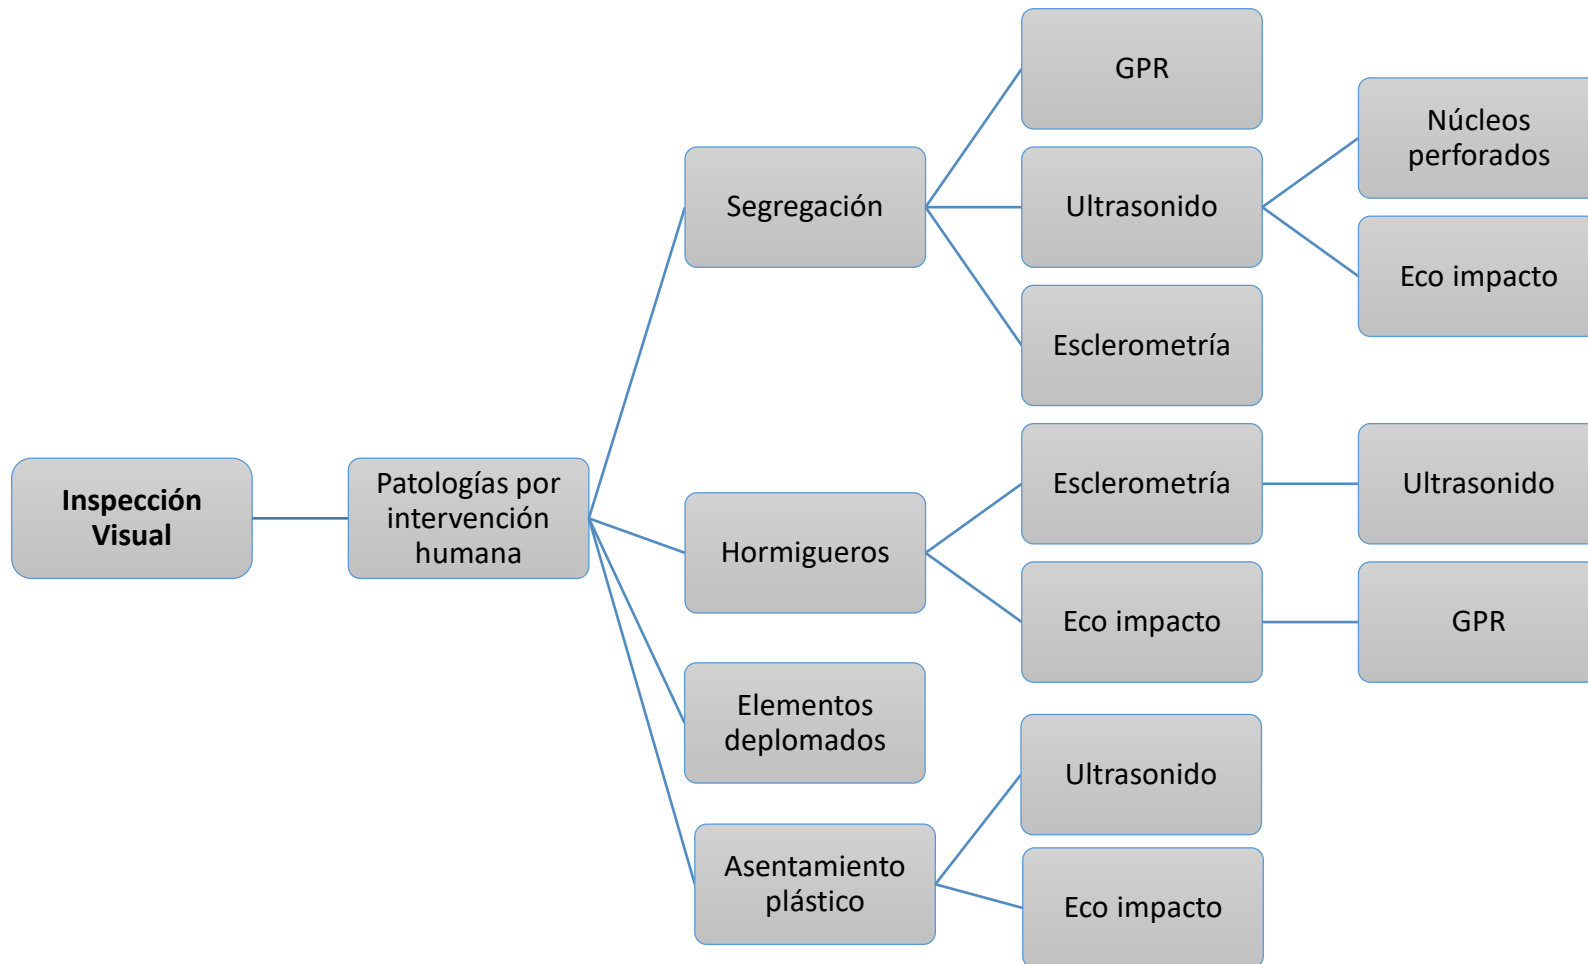 Inspección
Visual
Patologías por
intervención
humana
Segregación
GPR
Ultrasonido
Núcleos
perforados
Eco impacto
Esclerometría
Hormigueros
Esclerometría
Ultrasonido
Eco impacto
GPR
Elementos
deplomados
Asentamiento
plástico
Ultrasonido
Eco impacto